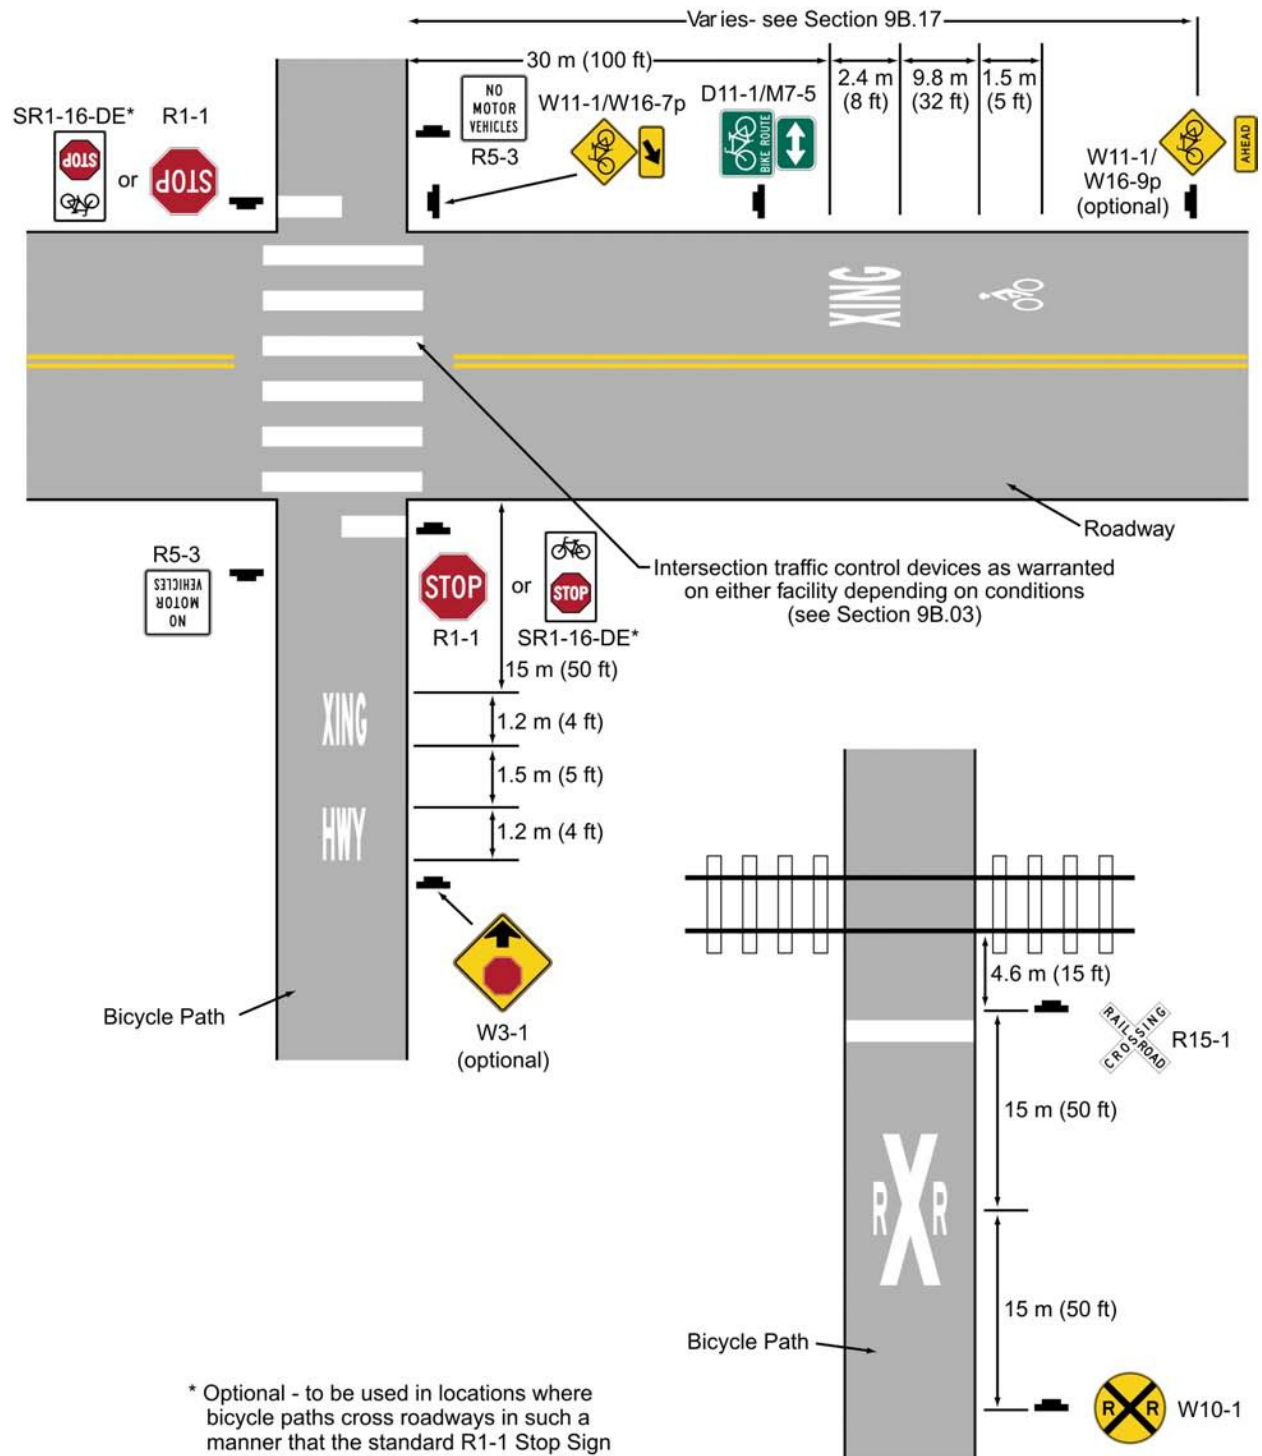 Varies- see Section 9B.17
30 m (100 ft)
2.4 m
(8 ft)
9.8 m
(32 ft)
1.5 m
(5 ft)
SR1-16-DE*
R1-1
STOP
or
STOP
NO
MOTOR
VEHICLES
R5-3
W11-1/W16-7p
D11-1/M7-5
BIKE ROUTE
W11-1/
W16-9p
(optional)
AHEAD
XING
Roadway
R5-3
NO
MOTOR
VEHICLES
STOP
or
STOP
R1-1
SR1-16-DE*
Intersection traffic control devices as warranted
on either facility depending on conditions
(see Section 9B.03)
15 m (50 ft)
XING
1.2 m (4 ft)
1.5 m (5 ft)
HWY
1.2 m (4 ft)
W3-1
(optional)
Bicycle Path
4.6 m (15 ft)
RAILROAD
CROSSING
R15-1
15 m (50 ft)
R X R
15 m (50 ft)
Bicycle Path
R R
W10-1
* Optional - to be used in locations where
bicycle paths cross roadways in such a
manner that the standard R1-1 Stop Sign